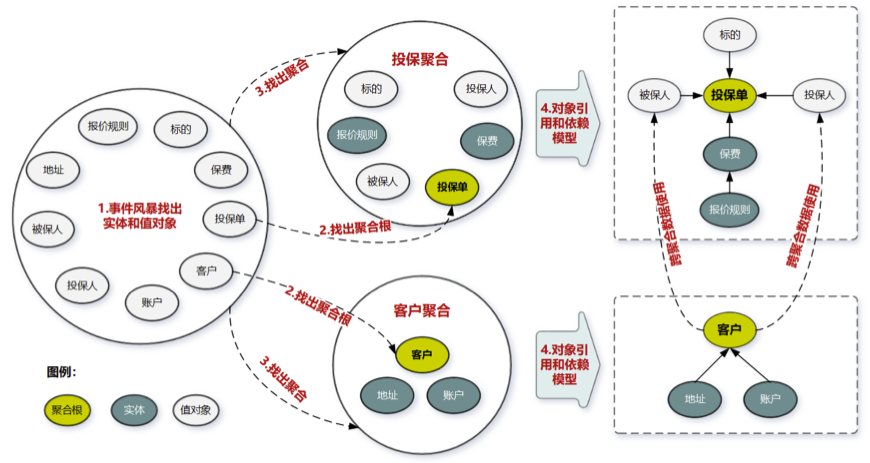 投保聚合
标的
投保人
报价规则
保费
被保人
投保单
3.找出聚合
4.对象引
用和依赖
模型
标的
被保人
投保单
投保人
保费
报价规则
跨聚合数据使用
跨聚合数据使用
报价规则
标的
地址
保费
1.事件风暴找出
实体和值对象
被保人
投保单
客户
投保人
账户
2.找出聚合根
2.找出聚合根
3.找出聚合
客户聚合
客户
地址
账户
4.对象引
用和依赖
模型
客户
地址
账户
图例：
聚合根
实体
值对象